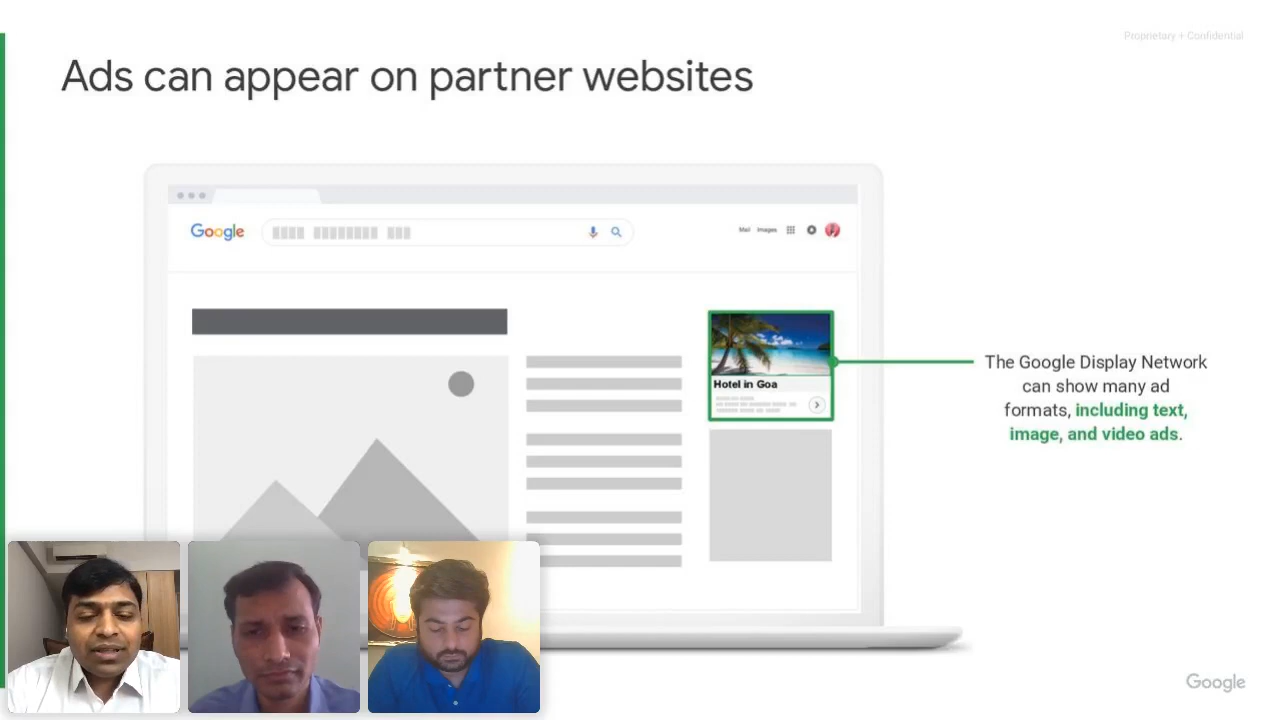 Proprietary + Confidential
Ads can appear on partner websites
Google
Mail Images
Hotel in Goa
The Google Display Network
can show many ad
formats, including text,
image, and video ads.
Google